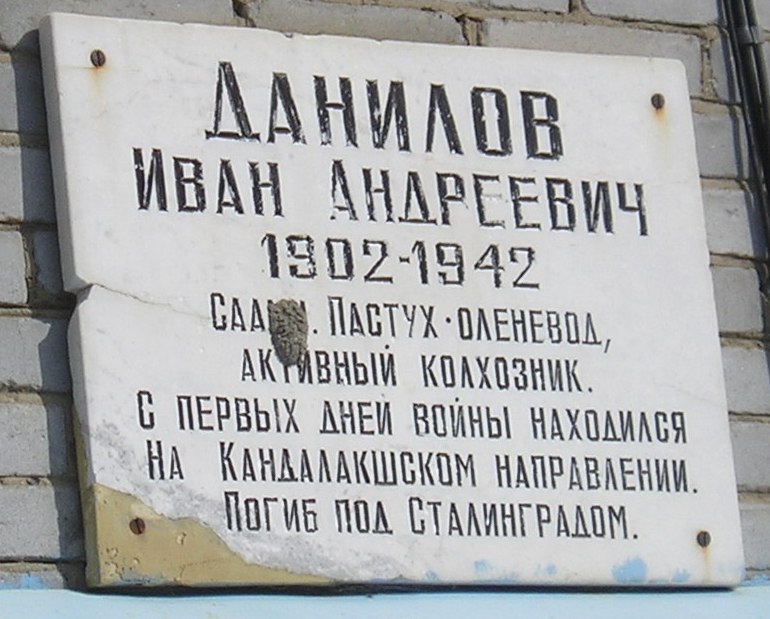 ДАНИЛОВ
ИВАН АНДРЕЕВИЧ
1902-1942
ПАСТУХ-ОЛЕНЕВОД,
АКТИВНЫЙ КОЛХОЗНИК.
С ПЕРВЫХ ДНЕЙ ВОЙНЫ НАХОДИЛСЯ
НА КАНДАЛАКШСКОМ НАПРАВЛЕНИИ.
ПОГИБ ПОД СТАЛИНГРАДОМ.